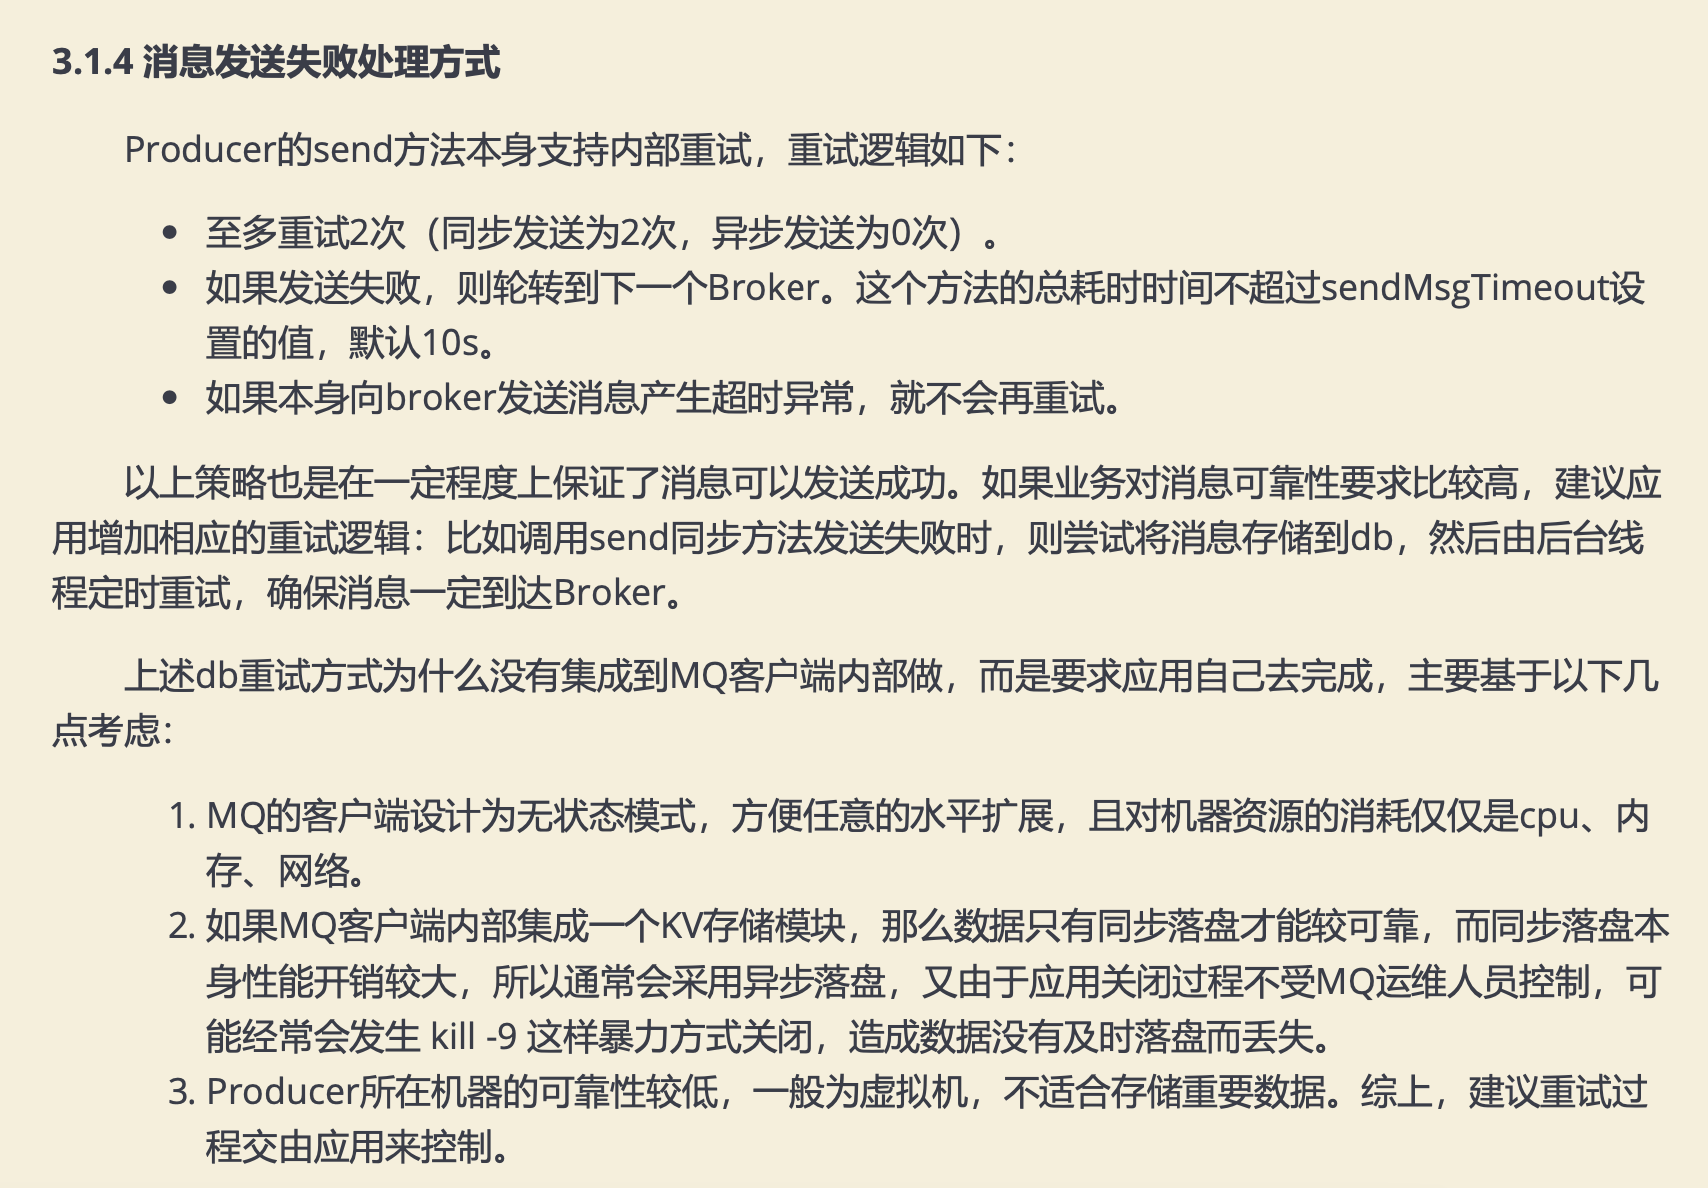 3.1.4 消息发送失败处理方式
Producer的send方法本身支持内部重试，重试逻辑如下：
• 至多重试2次（同步发送为2次，异步发送为0次）。
• 如果发送失败，则轮转到下一个Broker。这个方法的总耗时时间不超过sendMsgTimeout设
置的值，默认10s。
• 如果本身向broker发送消息产生超时异常，就不会再重试。
以上策略也是在一定程度上保证了消息可以发送成功。如果业务对消息可靠性要求比较高，建议应
用增加相应的重试逻辑：比如调用send同步方法发送失败时，则尝试将消息存储到db，然后由后台线
程定时重试，确保消息一定到达Broker。
上述db重试方式为什么没有集成到MQ客户端内部做，而是要求应用自己去完成，主要基于以下几
点考虑：
1. MQ的客户端设计为无状态模式，方便任意的水平扩展，且对机器资源的消耗仅仅是cpu、内
存、网络。
2. 如果MQ客户端内部集成一个KV存储模块，那么数据只有同步落盘才能较可靠，而同步落盘本
身性能开销较大，所以通常会采用异步落盘，又由于应用关闭过程不受MQ运维人员控制，可
能经常会发生 kill -9 这样暴力方式关闭，造成数据没有及时落盘而丢失。
3. Producer所在机器的可靠性较低，一般为虚拟机，不适合存储重要数据。综上，建议重试过
程交由应用来控制。